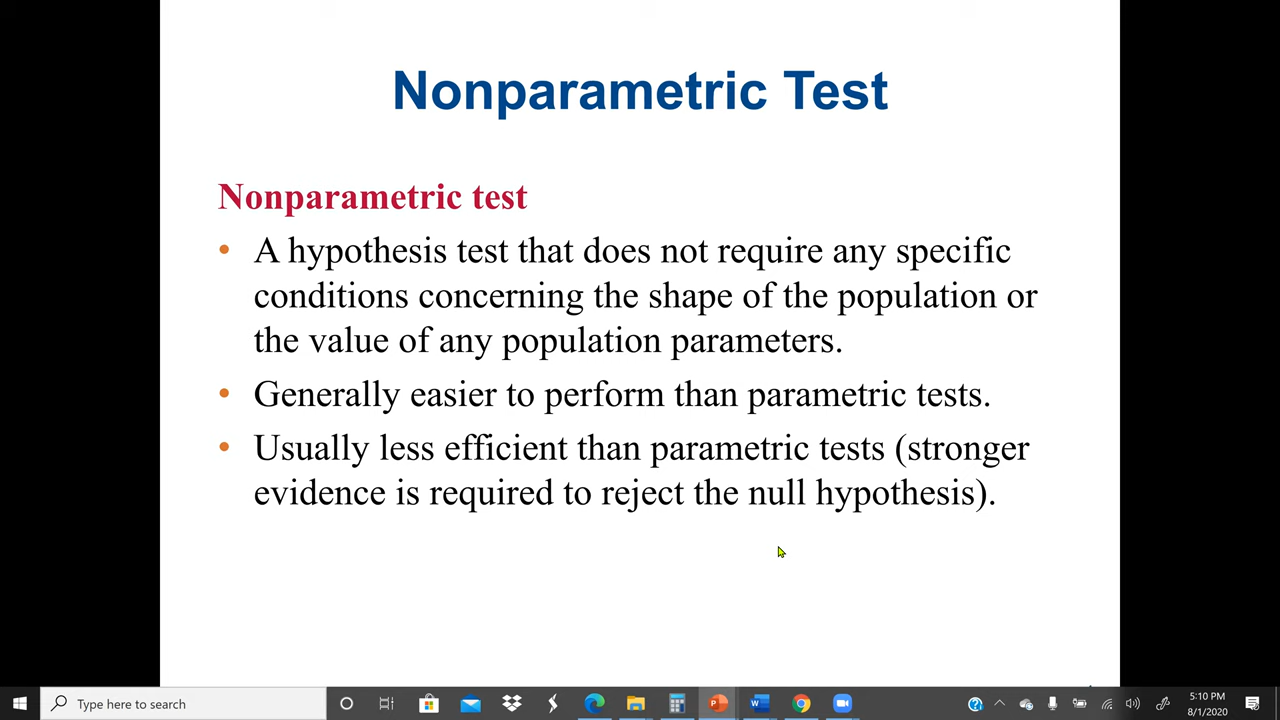 Nonparametric Test
Nonparametric test
• A hypothesis test that does not require any specific
conditions concerning the shape of the population or
the value of any population parameters.
• Generally easier to perform than parametric tests.
• Usually less efficient than parametric tests (stronger
evidence is required to reject the null hypothesis).
Type here to search
5:10 PM
8/1/2020